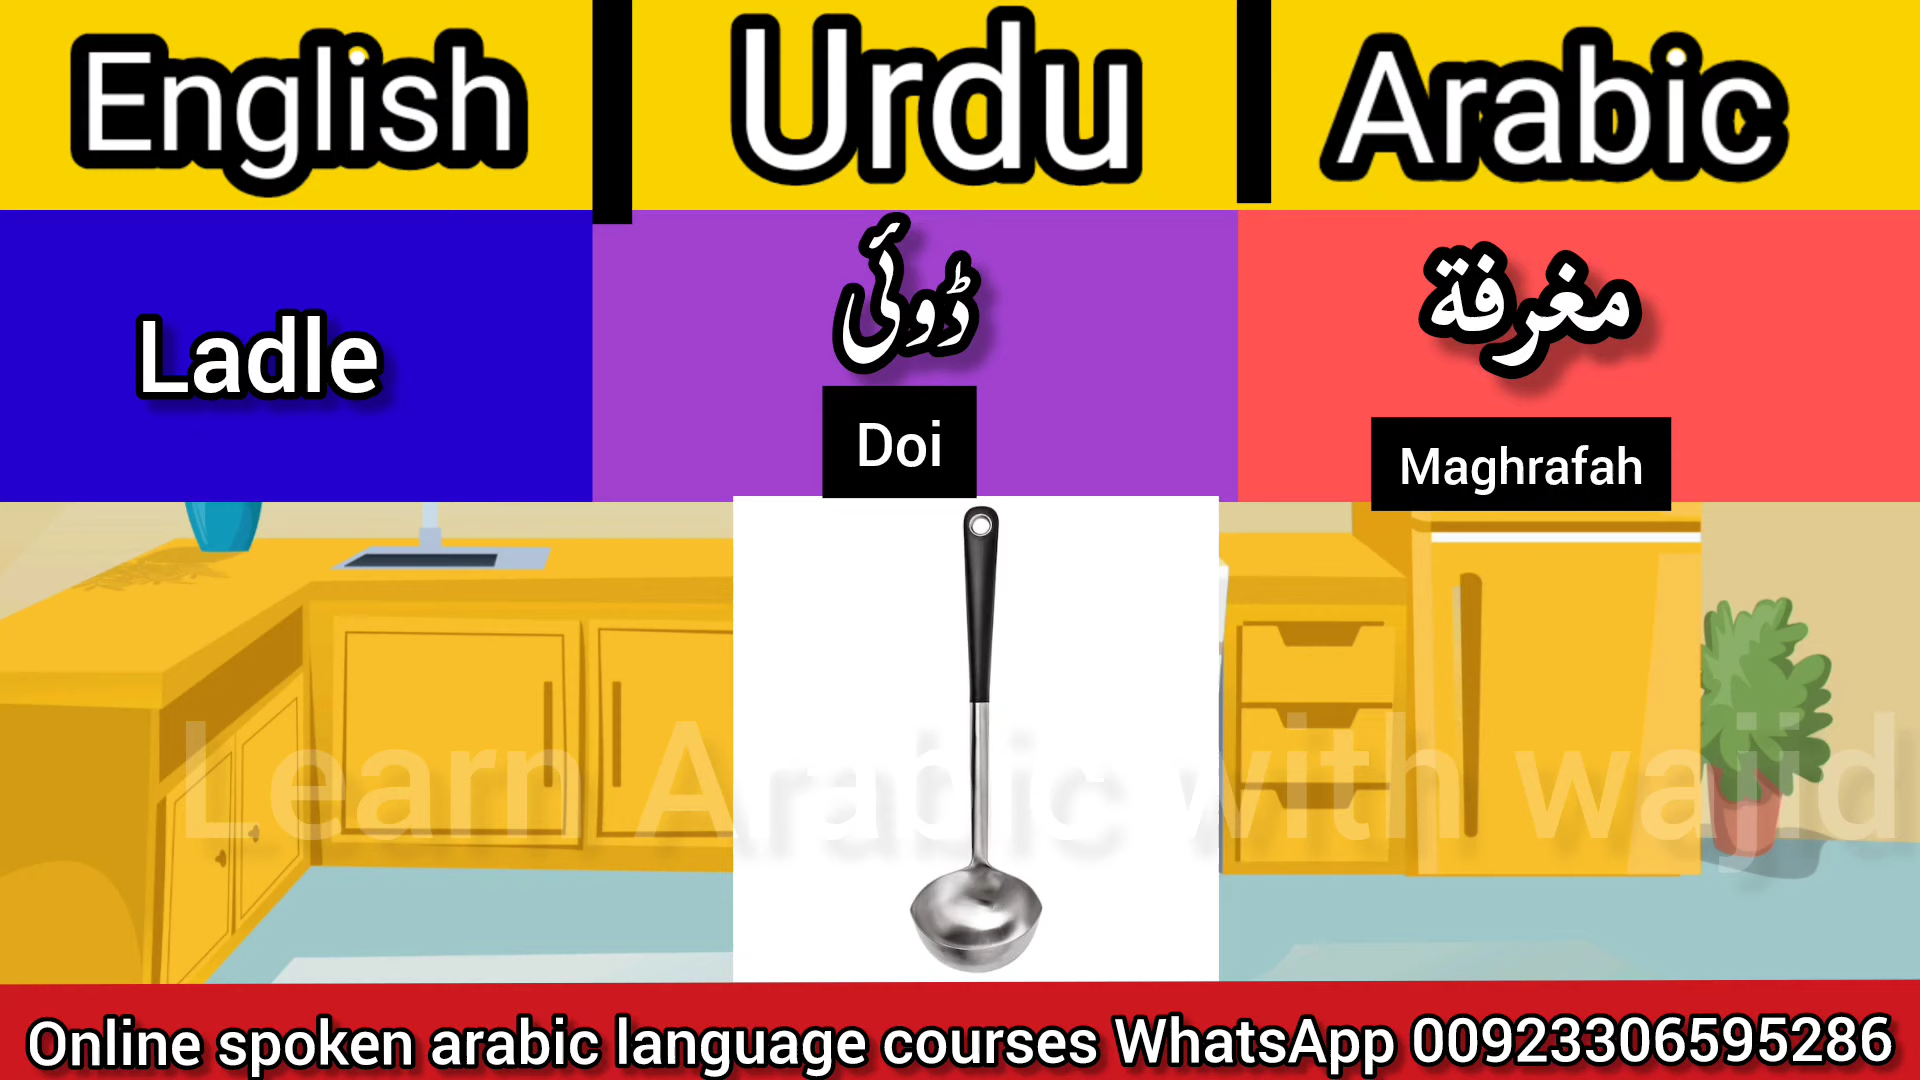 English Urdu Arabic
Ladle
ڈوئی
مغرفة
Doi
Maghrafah
Learn Arabic with wajid
Online spoken arabic language courses WhatsApp 00923306595286